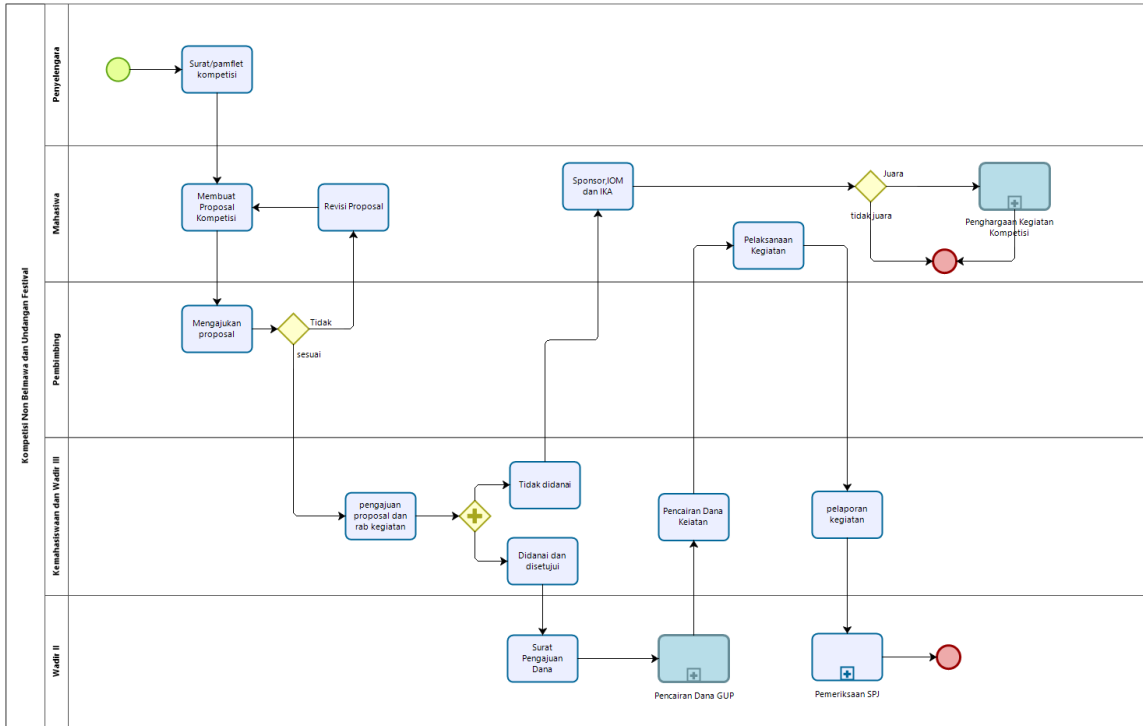 Kompetisi Non Belmawa dan Undangan Festival
Penyelengara
Surat/pamflet
kompetisi
Mahasiwa
Membuat
Proposal
Kompetisi
Revisi Proposal
Sponsor,IOM
dan IKA
Pelaksanaan
Kegiatan
Juara
tidak juara
Penghargaan Kegiatan
Kompetisi
Pembimbing
Mengajukan
proposal
Tidak
sesuai
Kemahasiswaan dan Wadir III
pengajuan
proposal dan
rab kegiatan
Tidak didanai
Didanai dan
disetujui
Pencairan Dana
Keiatan
pelaporan
kegiatan
Wadir II
Surat
Pengajuan
Dana
Pencairan Dana GUP
Pemeriksaan SPJ